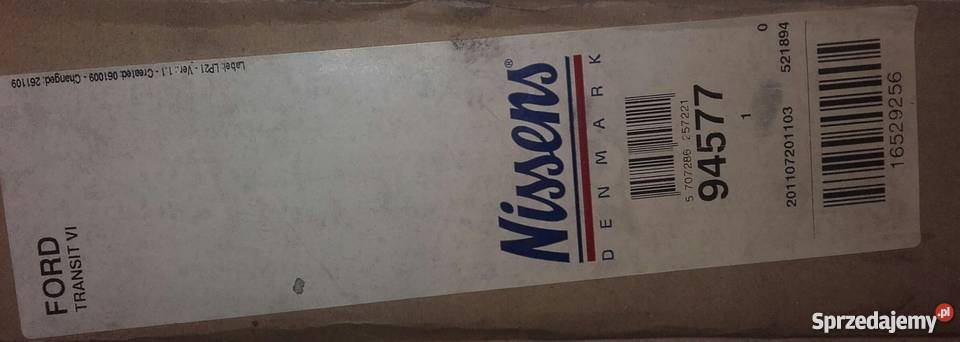 FORD
TRANSIT VI
Label: LP21 - Ver.: 1.1 - Created: 061009 - Changed: 261109
Nissens®
DENMARK
5 707286 257221
94577
1
201107201103 521894 0
16529256
Sprzedajemy.pl